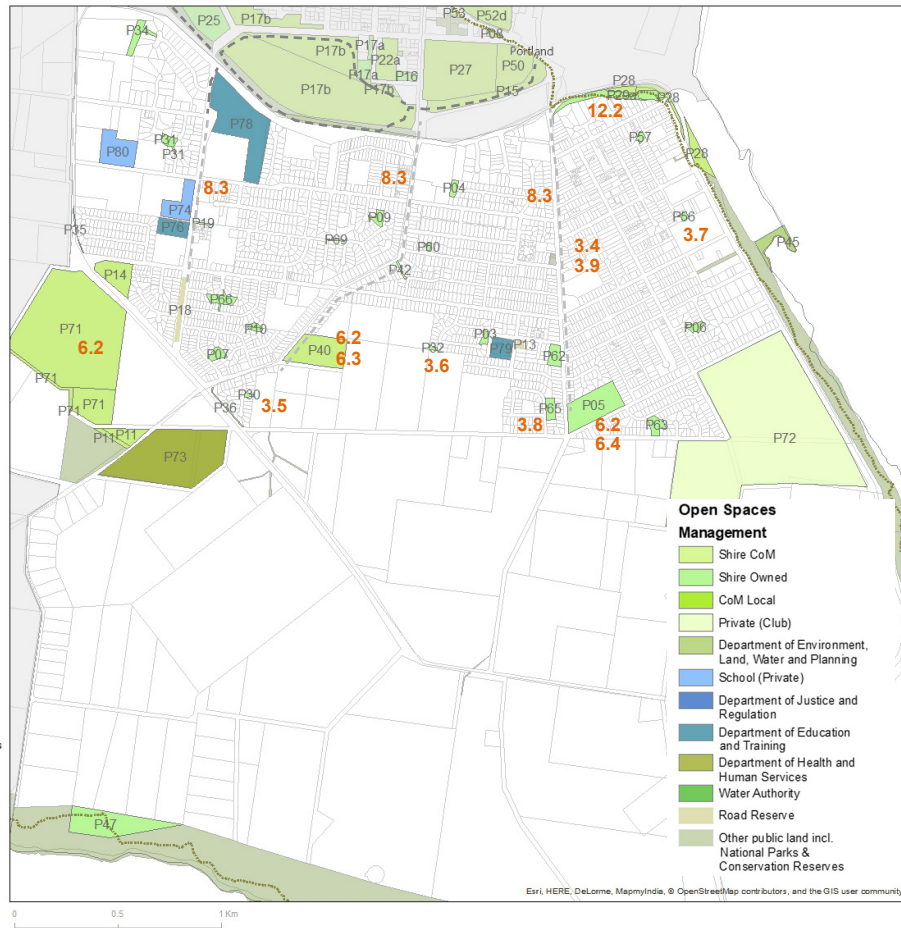 P53
P52d
P34
P25
P17b
P08
P17b
P17a
P22a
Portland
P17a
P16
P27
P50
P17b
P17b
P15
P28
P29a
P28
12.2
P78
P57
P31
P80
P31
P28
8.3
8.3
P04
8.3
P74
P09
P56
P19
P76
3.7
P35
P69
P60
3.4
P45
3.9
P42
P14
P66
P18
P10
P03
P06
P71
6.2
P07
P40
6.2
P32
P79
P13
P62
6.3
3.6
P71
P30
3.5
P05
P71
P71
P36
P65
3.8
6.2
P63
P11
P11
6.4
P72
P73
Open Spaces
Management
Shire CoM
Shire Owned
CoM Local
Private (Club)
Department of Environment,
Land, Water and Planning
School (Private)
Department of Justice and
Regulation
Department of Education
and Training
Department of Health and
Human Services
Water Authority
Road Reserve
Other public land incl.
National Parks &
Conservation Reserves
s
P47
Esri, HERE, DeLorme, MapmyIndia, © OpenStreetMap contributors, and the GIS user community
0 0.5 1 Km